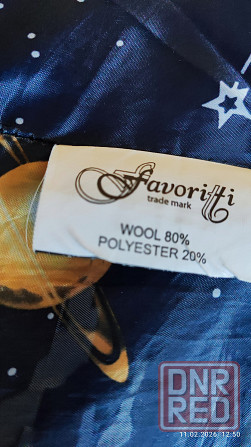 Favoritti
trade mark
WOOL 80%
POLYESTER 20%
DNR
RED
11.02.2026 12:50